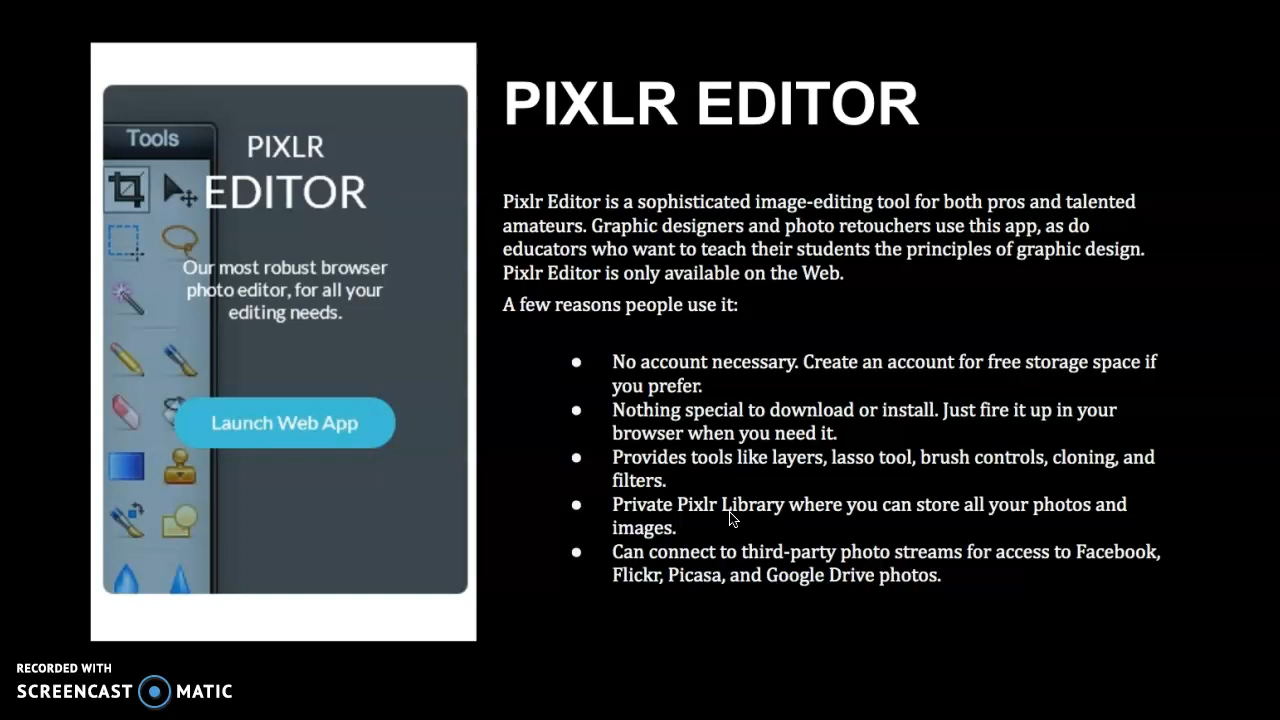 Tools
PIXLR
EDITOR
Our most robust browser
photo editor, for all your
editing needs.
Launch Web App
PIXLR EDITOR
Pixlr Editor is a sophisticated image-editing tool for both pros and talented
amateurs. Graphic designers and photo retouchers use this app, as do
educators who want to teach their students the principles of graphic design.
Pixlr Editor is only available on the Web.
A few reasons people use it:
● No account necessary. Create an account for free storage space if
you prefer.
● Nothing special to download or install. Just fire it up in your
browser when you need it.
● Provides tools like layers, lasso tool, brush controls, cloning, and
filters.
● Private Pixlr Library where you can store all your photos and
images.
● Can connect to third-party photo streams for access to Facebook,
Flickr, Picasa, and Google Drive photos.
RECORDED WITH
SCREENCAST MATIC